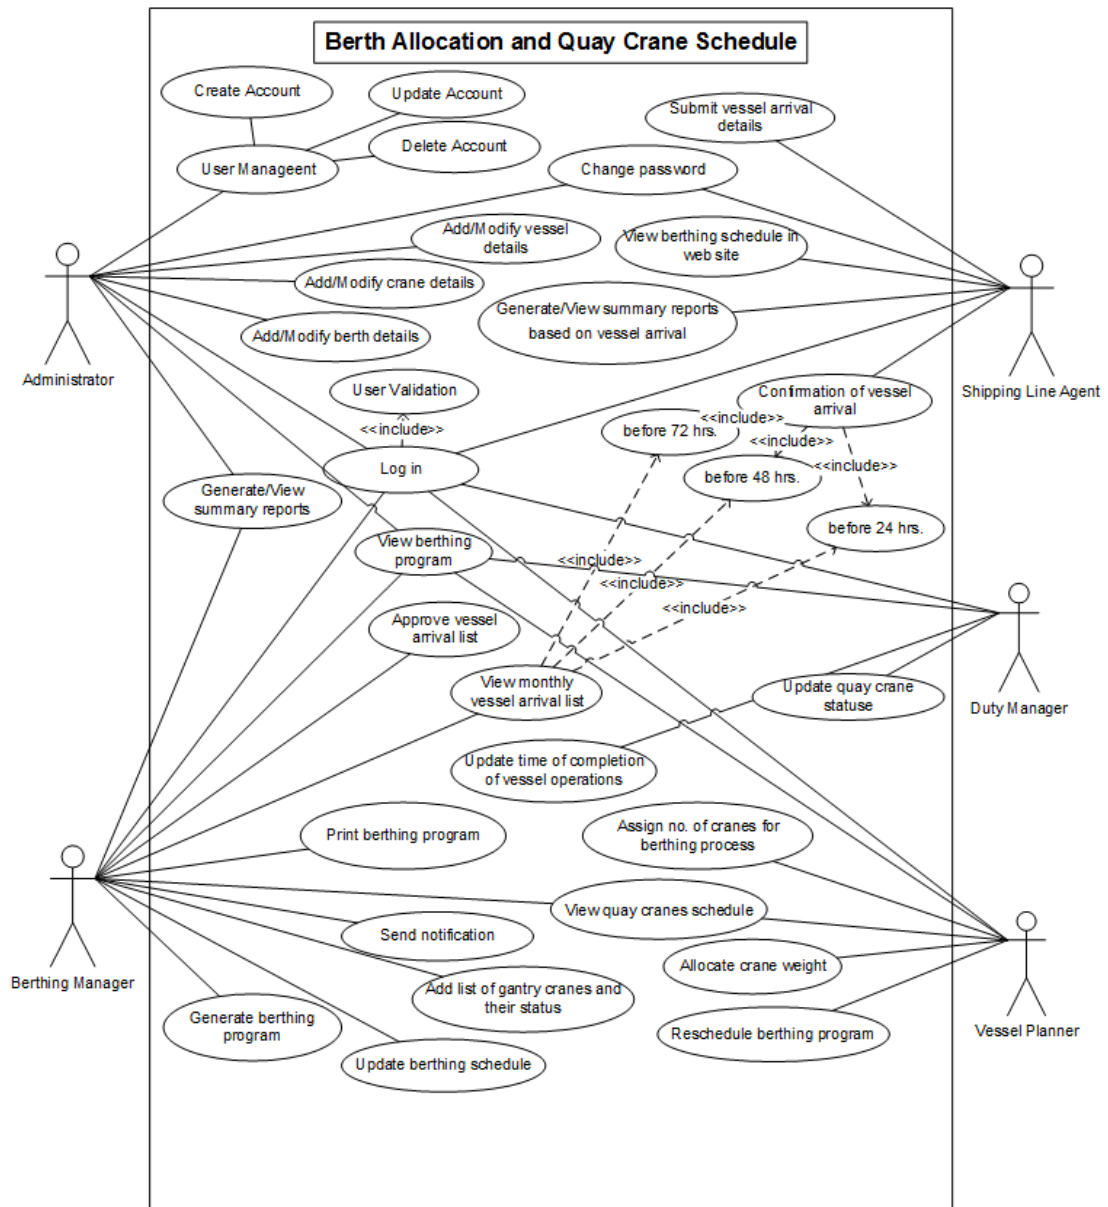 Berth Allocation and Quay Crane Schedule
Create Account
Update Account
Submit vessel arrival
details
Delete Account
User Manageent
Change password
Add/Modify vessel
details
View berthing schedule in
web site
Add/Modify crane details
Generate/View summary reports
based on vessel arrival
Add/Modify berth details
Administrator
Shipping Line Agent
User Validation
Confirmation of vessel
arrival
<<include>>
<<include>>
before 72 hrs.
<<include>>
Log in
<<include>>
before 48 hrs.
Generate/View
summary reports
before 24 hrs.
View berthing
program
<<include>>
<<include>>
<<include>>
Approve vessel
arrival list
View monthly
vessel arrival list
Update quay crane
statuse
Duty Manager
Update time of completion
of vessel operations
Print berthing program
Assign no. of cranes for
berthing process
View quay cranes schedule
Send notification
Allocate crane weight
Berthing Manager
Add list of gantry cranes and
their status
Generate berthing
program
Reschedule berthing program
Vessel Planner
Update berthing schedule